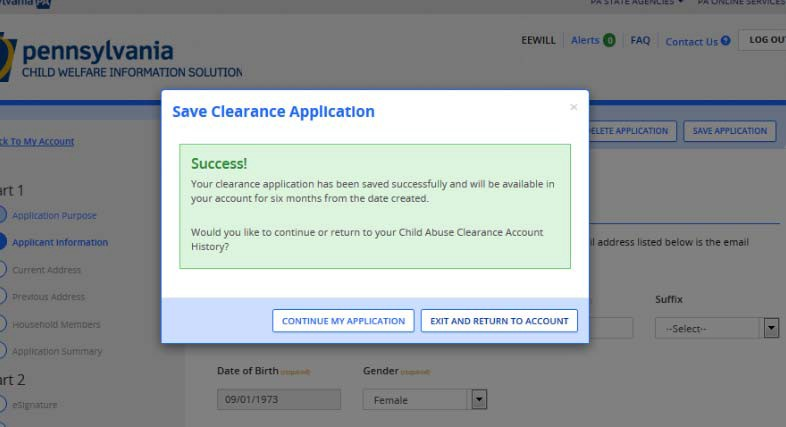 PA STATE AGENCIES
PA ONLINE SERVICES
pennsylvania
CHILD WELFARE INFORMATION SOLUTION
EEWILL
Alerts 0
FAQ
Contact Us ?
LOG OU
Save Clearance Application
×
ck To My Account
DELETE APPLICATION
SAVE APPLICATION
Success!
Your clearance application has been saved successfully and will be available in
your account for six months from the date created.
Would you like to continue or return to your Child Abuse Clearance Account
History?
art 1
Application Purpose
Applicant Information
il address listed below is the email
Current Address
Previous Address
Suffix
Household Members
CONTINUE MY APPLICATION
EXIT AND RETURN TO ACCOUNT
--Select--
Application Summary
art 2
Date of Birth (required)
Gender (required)
eSignature
09/01/1973
Female